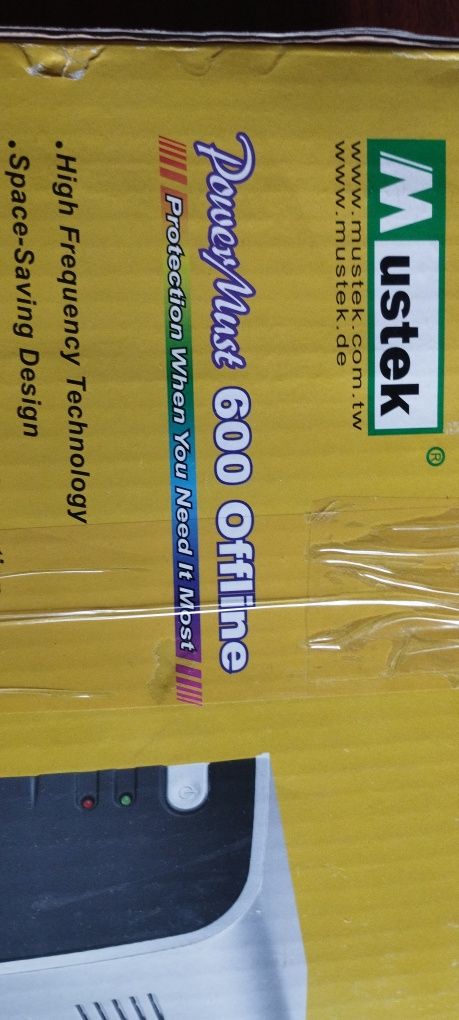 Mustek®
www.mustek.com.tw
www.mustek.de
PowerMust 600 Offline
Protection When You Need It Most
•High Frequency Technology
•Space-Saving Design